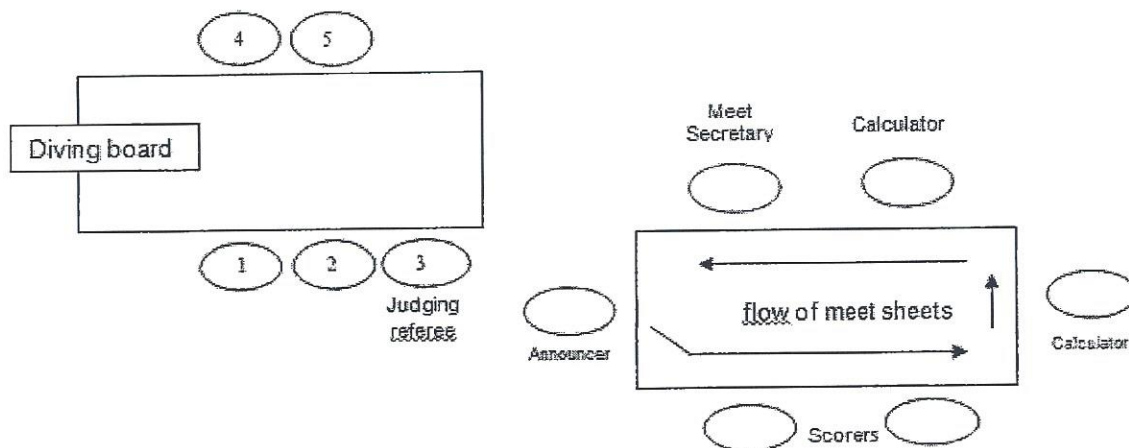 4
5
Diving board
1
2
3
Judging
referee
Meet
Secretary
Calculator
flow of meet sheets
Announcer
Calculator
Scorers